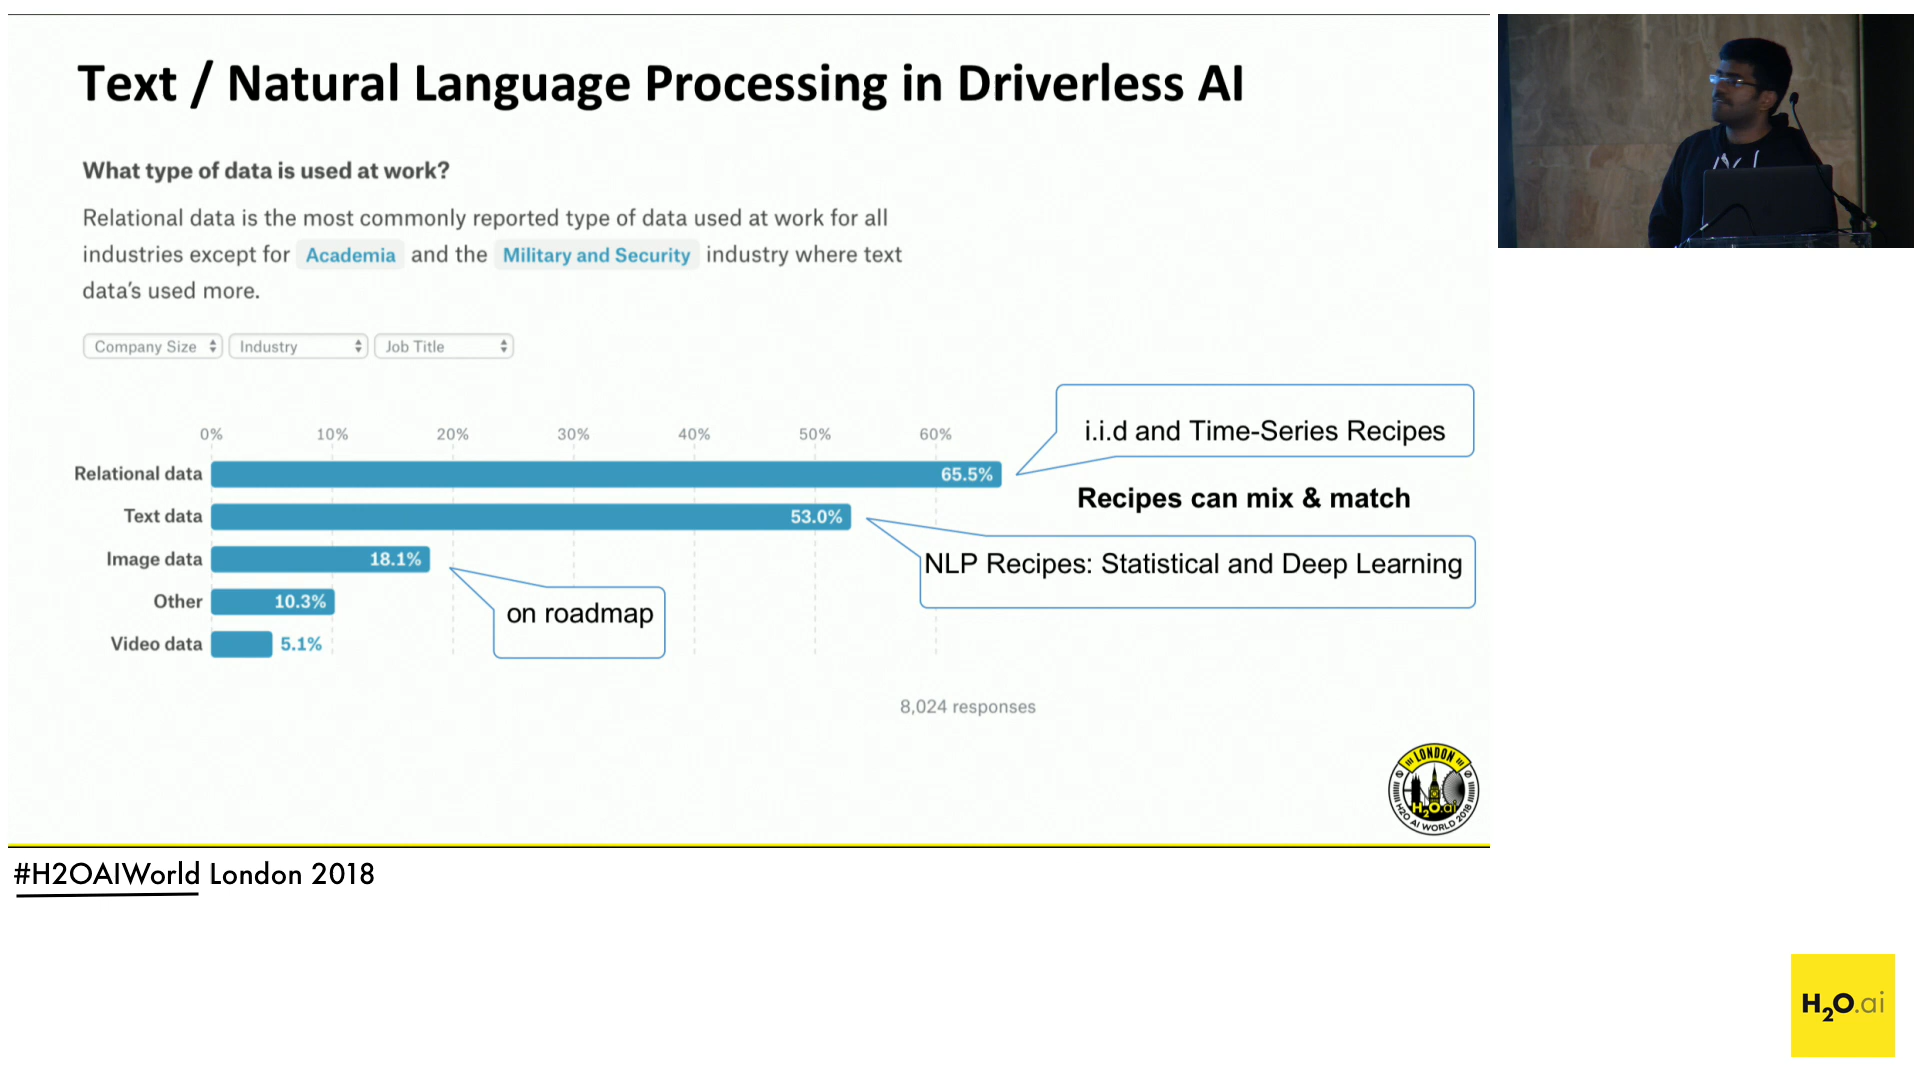 Text / Natural Language Processing in Driverless AI
What type of data is used at work?
Relational data is the most commonly reported type of data used at work for all
industries except for Academia and the Military and Security industry where text
data's used more.
Company Size Industry Job Title
0% 10% 20% 30% 40% 50% 60%
i.i.d and Time-Series Recipes
Relational data 65.5%
Recipes can mix & match
Text data 53.0%
Image data 18.1%
NLP Recipes: Statistical and Deep Learning
Other 10.3%
on roadmap
Video data 5.1%
8,024 responses
LONDON
H2O.ai
H2O AI WORLD 2018
#H2OAIWorld London 2018
H2O.ai